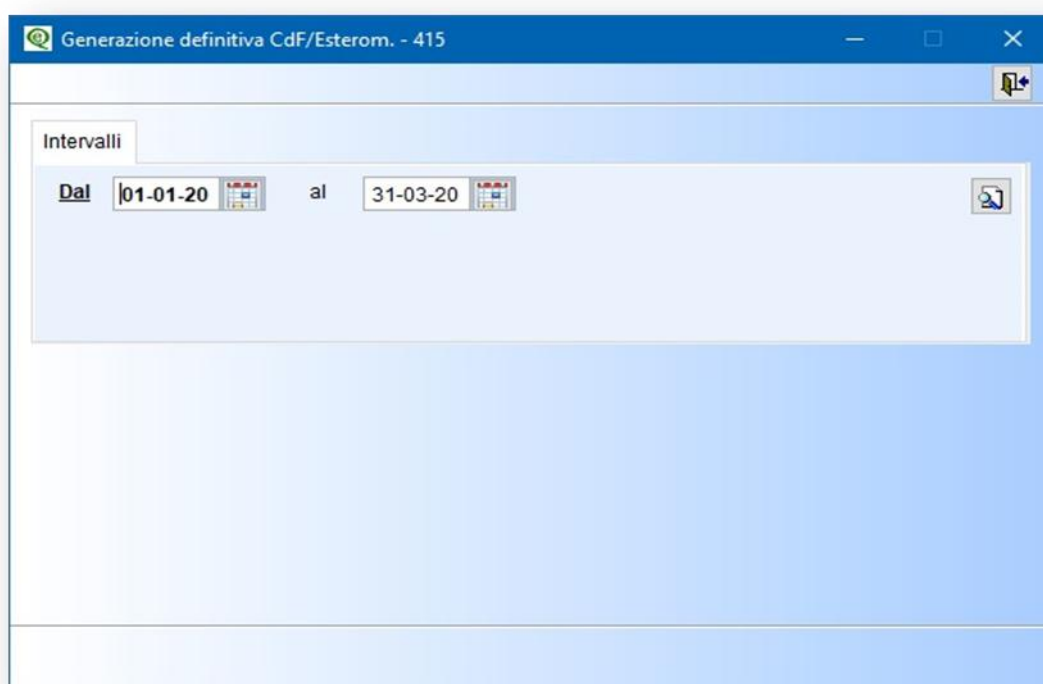 Generazione definitiva CdF/Esterom. - 415
Intervalli
Dal 01-01-20 al 31-03-20